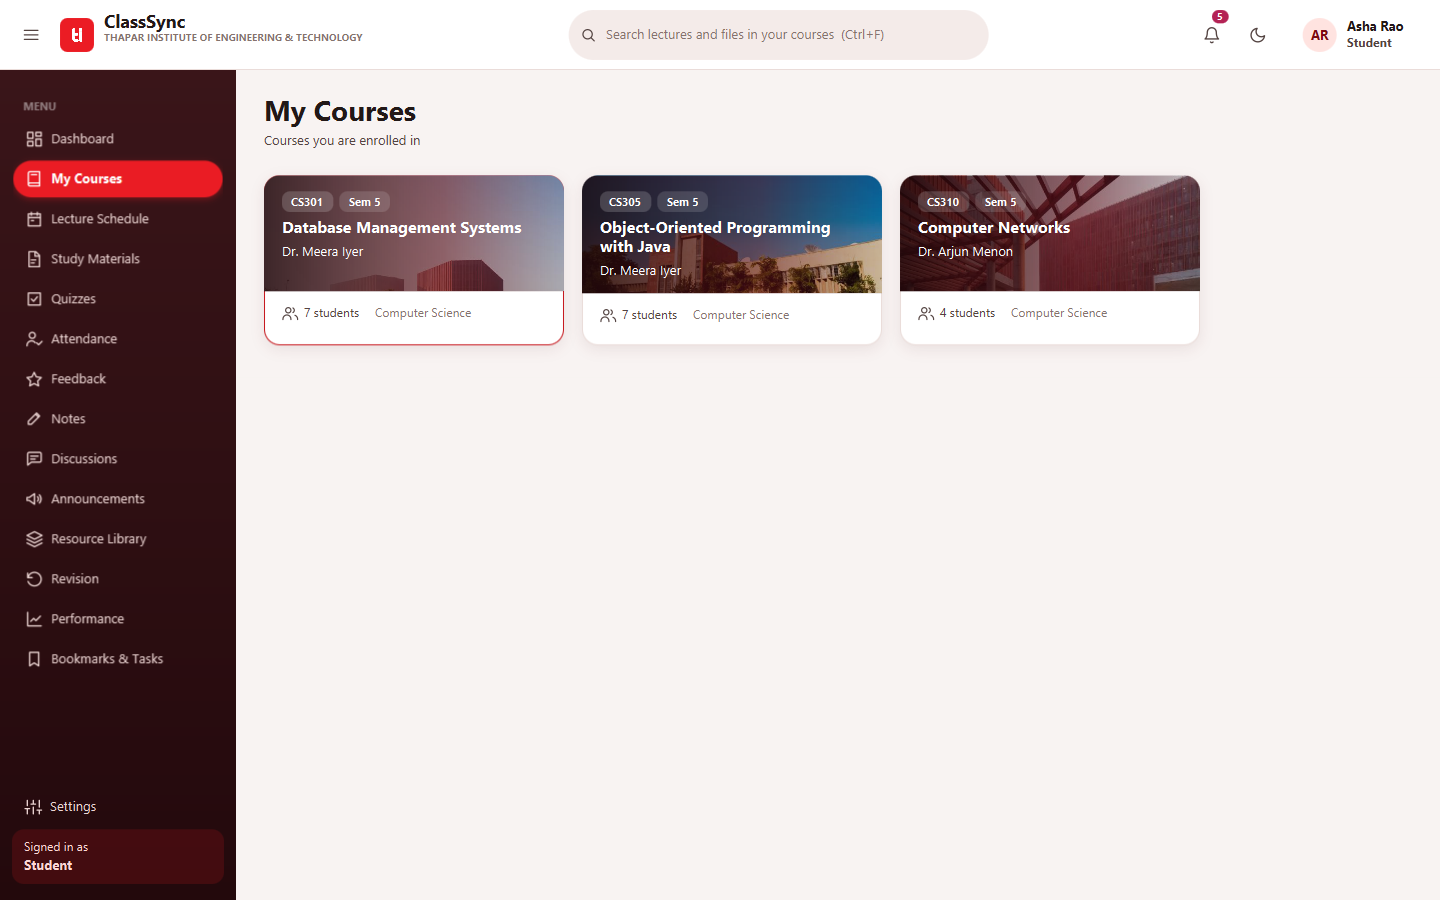 ClassSync
THAPAR INSTITUTE OF ENGINEERING & TECHNOLOGY
Search lectures and files in your courses (Ctrl+F)
5
AR
Asha Rao
Student
MENU
Dashboard
My Courses
Lecture Schedule
Study Materials
Quizzes
Attendance
Feedback
Notes
Discussions
Announcements
Resource Library
Revision
Performance
Bookmarks & Tasks
Settings
Signed in as
Student
My Courses
Courses you are enrolled in
CS301 Sem 5
Database Management Systems
Dr. Meera Iyer
7 students Computer Science
CS305 Sem 5
Object-Oriented Programming
with Java
Dr. Meera Iyer
7 students Computer Science
CS310 Sem 5
Computer Networks
Dr. Arjun Menon
4 students Computer Science